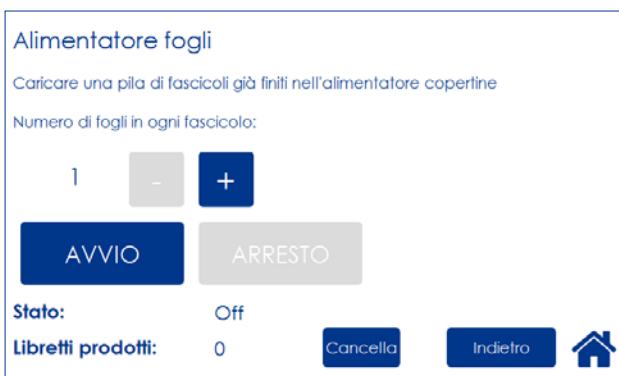 Alimentatore fogli
Caricare una pila di fascicoli già finiti nell'alimentatore copertine
Numero di fogli in ogni fascicolo:
1 - +
AVVIO ARRESTO
Stato: Off
Libretti prodotti: 0 Cancella Indietro